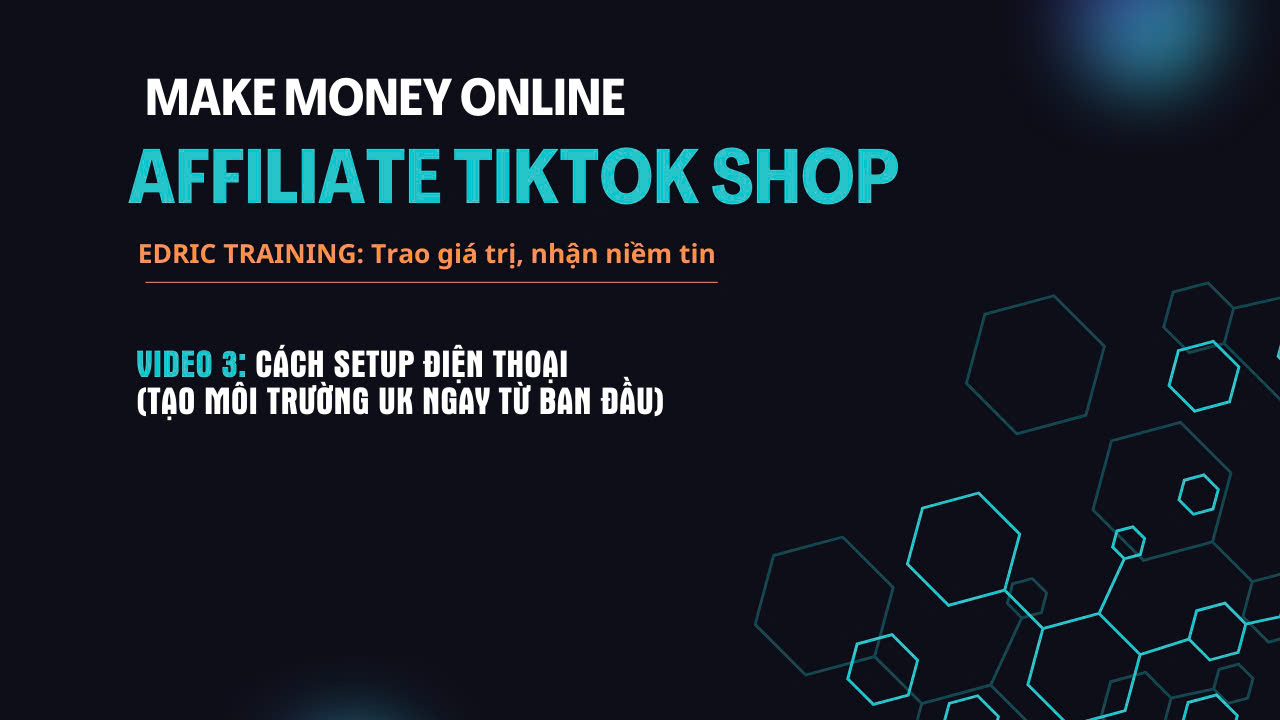 MAKE MONEY ONLINE
AFFILIATE TIKTOK SHOP
EDRIC TRAINING: Trao giá trị, nhận niềm tin
VIDEO 3: CÁCH SETUP ĐIỆN THOẠI
(TẠO MÔI TRƯỜNG UK NGAY TỪ BAN ĐẦU)